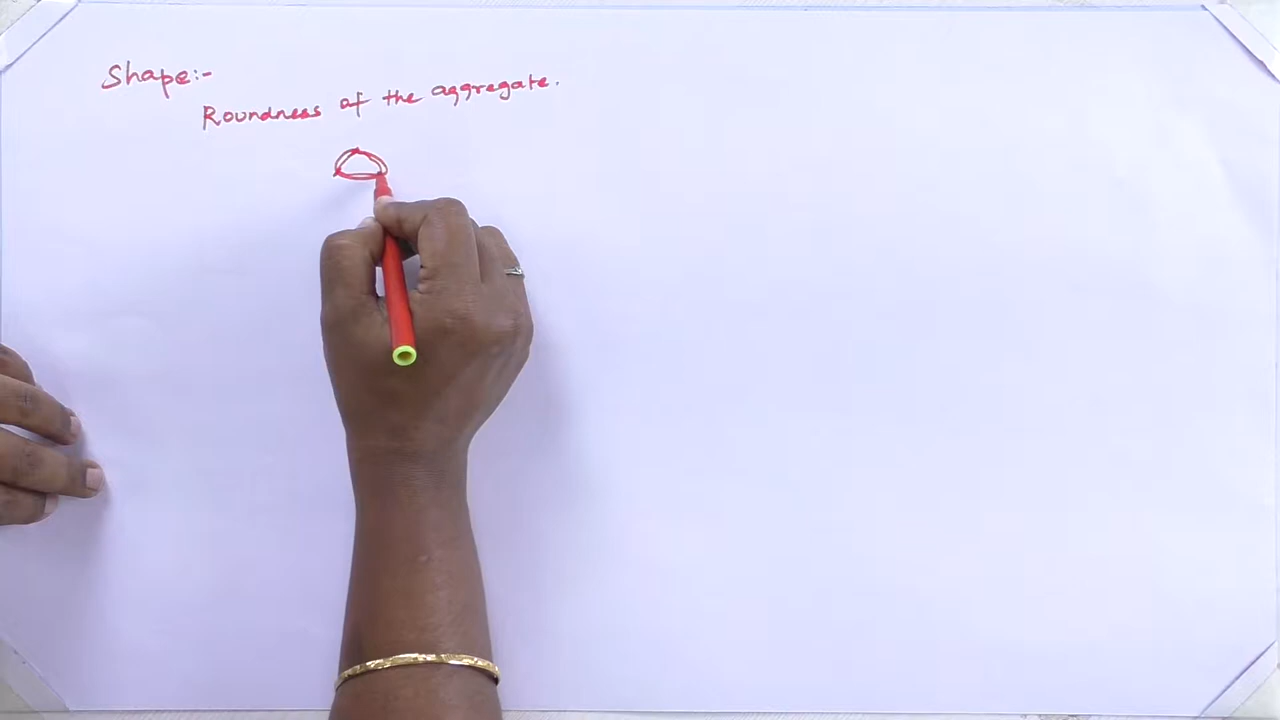 Shape:-
Roundness of the aggregate.